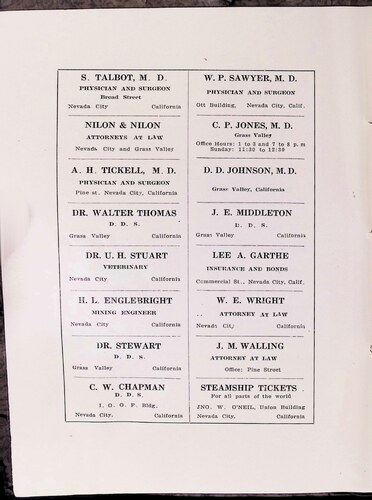 S. TALBOT, M. D.
PHYSICIAN AND SURGEON
Broad Street
Nevada City California
NILON & NILON
ATTORNEYS AT LAW
Nevada City and Grass Valley
A. H. TICKELL, M. D.
PHYSICIAN AND SURGEON
Pine st. Nevada City, California
DR. WALTER THOMAS
D. D. S.
Grass Valley California
DR. U. H. STUART
VETERINARY
Nevada City California
H. L. ENGLEBRIGHT
MINING ENGINEER
Nevada City California
DR. STEWART
D. D. S.
Grass Valley. California
C. W. CHAPMAN
D. D. S.
I. O. O. F. Bldg.
Nevada City, California
W. P. SAWYER, M. D.
PHYSICIAN AND SURGEON
Ott Building, Nevada City, Calif.
C. P. JONES, M. D.
Grass Valley
Office Hours: 1 to 3 and 7 to 8 p. m
Sunday: 11:30 to 12:30
D. D. JOHNSON, M. D.
Grass Valley, California
J. E. MIDDLETON
D. D. S.
Grass Valley California
LEE A. GARTHE
INSURANCE AND BONDS
Commercial St., Nevada City, Calif.
W. E. WRIGHT
ATTORNEY AT LAW
Nevada City California
J. M. WALLING
ATTORNEY AT LAW
Office: Pine Street
STEAMSHIP TICKETS
For all parts of the world
JNO. W. O'NEIL, Union Building
Nevada City, California